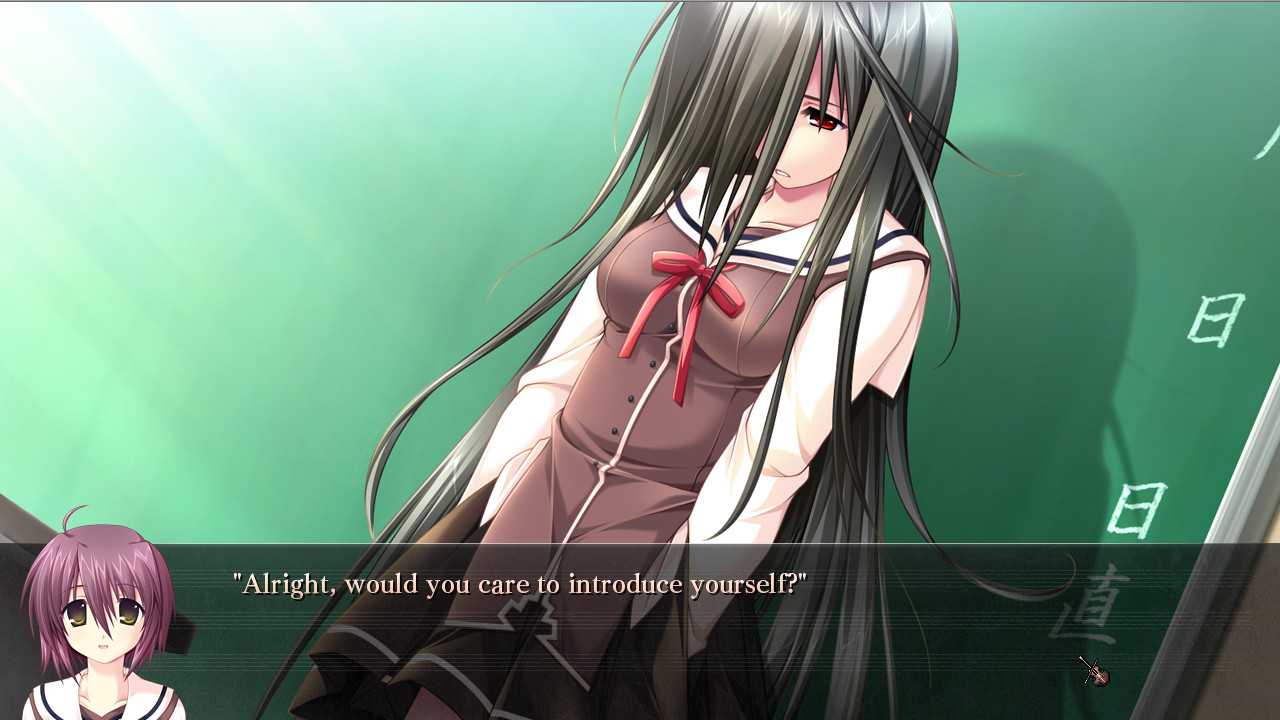 日
日
直
"Alright, would you care to introduce yourself?"